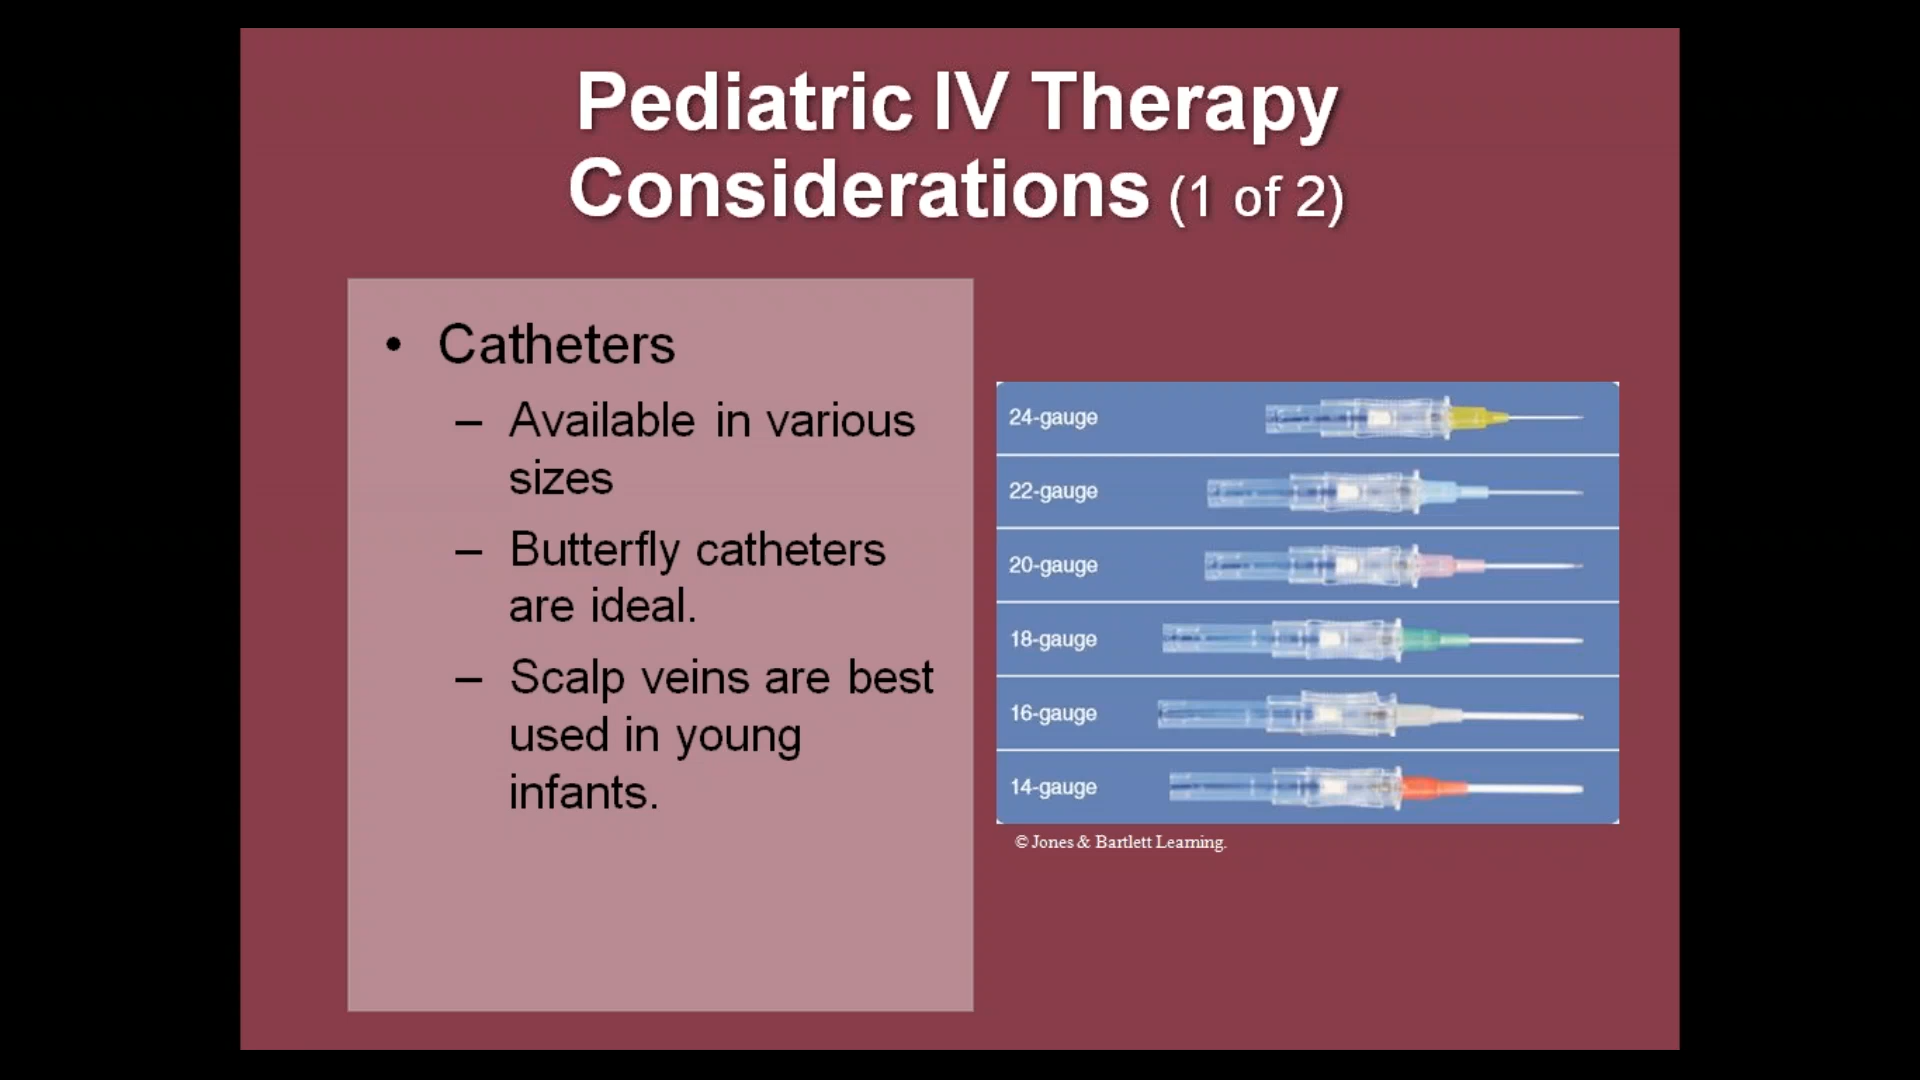 Pediatric IV Therapy
Considerations (1 of 2)
• Catheters
– Available in various
sizes
– Butterfly catheters
are ideal.
– Scalp veins are best
used in young
infants.
24-gauge
22-gauge
20-gauge
18-gauge
16-gauge
14-gauge
© Jones & Bartlett Learning.